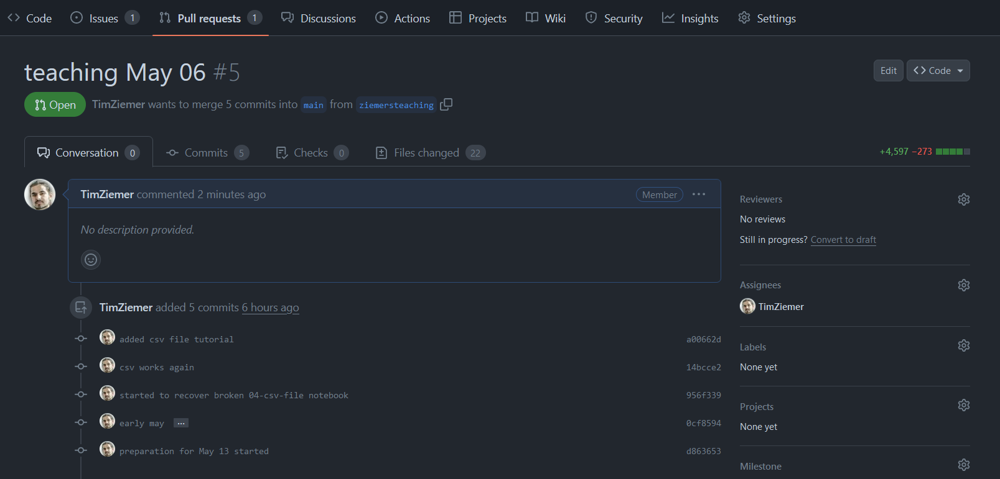 Code Issues 1 Pull requests 1 Discussions Actions Projects Wiki Security Insights Settings
teaching May 06 #5
Edit Code
Open TimZiemer wants to merge 5 commits into main from ziemersteaching
Conversation 0 Commits 5 Checks 0 Files changed 22 +4,597 −273
TimZiemer commented 2 minutes ago Member ...
No description provided.
TimZiemer added 5 commits 6 hours ago
added csv file tutorial a00662d
csv works again 14bcce2
started to recover broken 04-csv-file notebook 956f339
early may ... 0cf8594
preparation for May 13 started d863653
Reviewers
No reviews
Still in progress? Convert to draft
Assignees
TimZiemer
Labels
None yet
Projects
None yet
Milestone